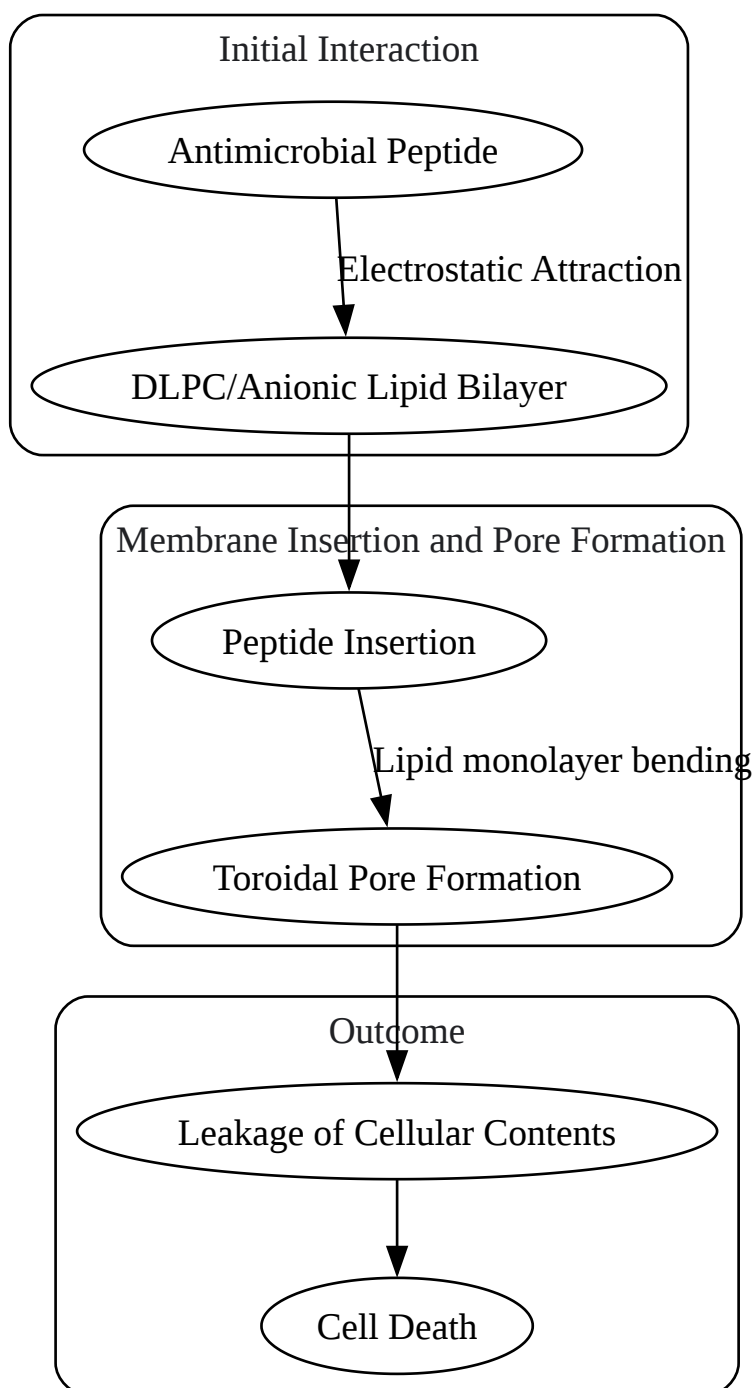 Initial Interaction
Antimicrobial Peptide
Electrostatic Attraction
DLPC/Anionic Lipid Bilayer
Membrane Insertion and Pore Formation
Peptide Insertion
Lipid monolayer bending
Toroidal Pore Formation
Outcome
Leakage of Cellular Contents
Cell Death